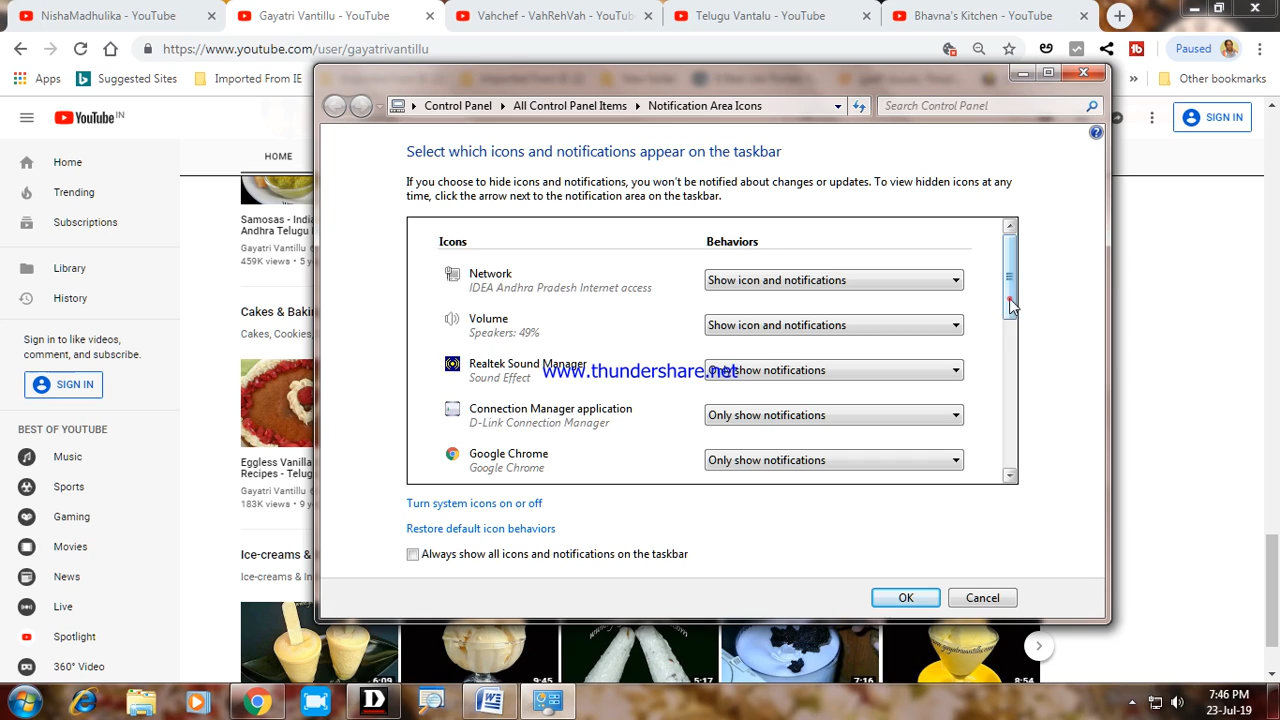 NishaMadhulika - YouTube
Gayatri Vantillu - YouTube
Vahchef - VahRehVah - YouTub
Telugu Vantalu - YouTube
Bhavna's Kitchen - YouTube
https://www.youtube.com/user/gayatrivantillu
Paused
Apps
Suggested Sites
Imported From IE
Other bookmarks
YouTube IN
SIGN IN
Home
Trending
Subscriptions
Library
History
Sign in to like videos,
comment, and subscribe.
SIGN IN
BEST OF YOUTUBE
Music
Sports
Gaming
Movies
News
Live
Spotlight
360° Video
HOME
Samosas - India
Andhra Telugu
Gayatri Vantillu
459K views • 5 y
Cakes & Baki
Cakes, Cookies,
Eggless Vanilla
Recipes - Telug
Gayatri Vantillu
183K views • 9 y
Ice-creams &
Ice-creams & In
6:09
9:45
5:17
7:36
8:54
Control Panel
All Control Panel Items
Notification Area Icons
Search Control Panel
Select which icons and notifications appear on the taskbar
If you choose to hide icons and notifications, you won't be notified about changes or updates. To view hidden icons at any
time, click the arrow next to the notification area on the taskbar.
Icons
Behaviors
Network
IDEA Andhra Pradesh Internet access
Show icon and notifications
Volume
Speakers: 49%
Show icon and notifications
Realtek Sound Manager
Sound Effect
Only show notifications
www.thundershare.net
Connection Manager application
D-Link Connection Manager
Only show notifications
Google Chrome
Google Chrome
Only show notifications
Turn system icons on or off
Restore default icon behaviors
Always show all icons and notifications on the taskbar
OK
Cancel
7:46 PM
23-Jul-19